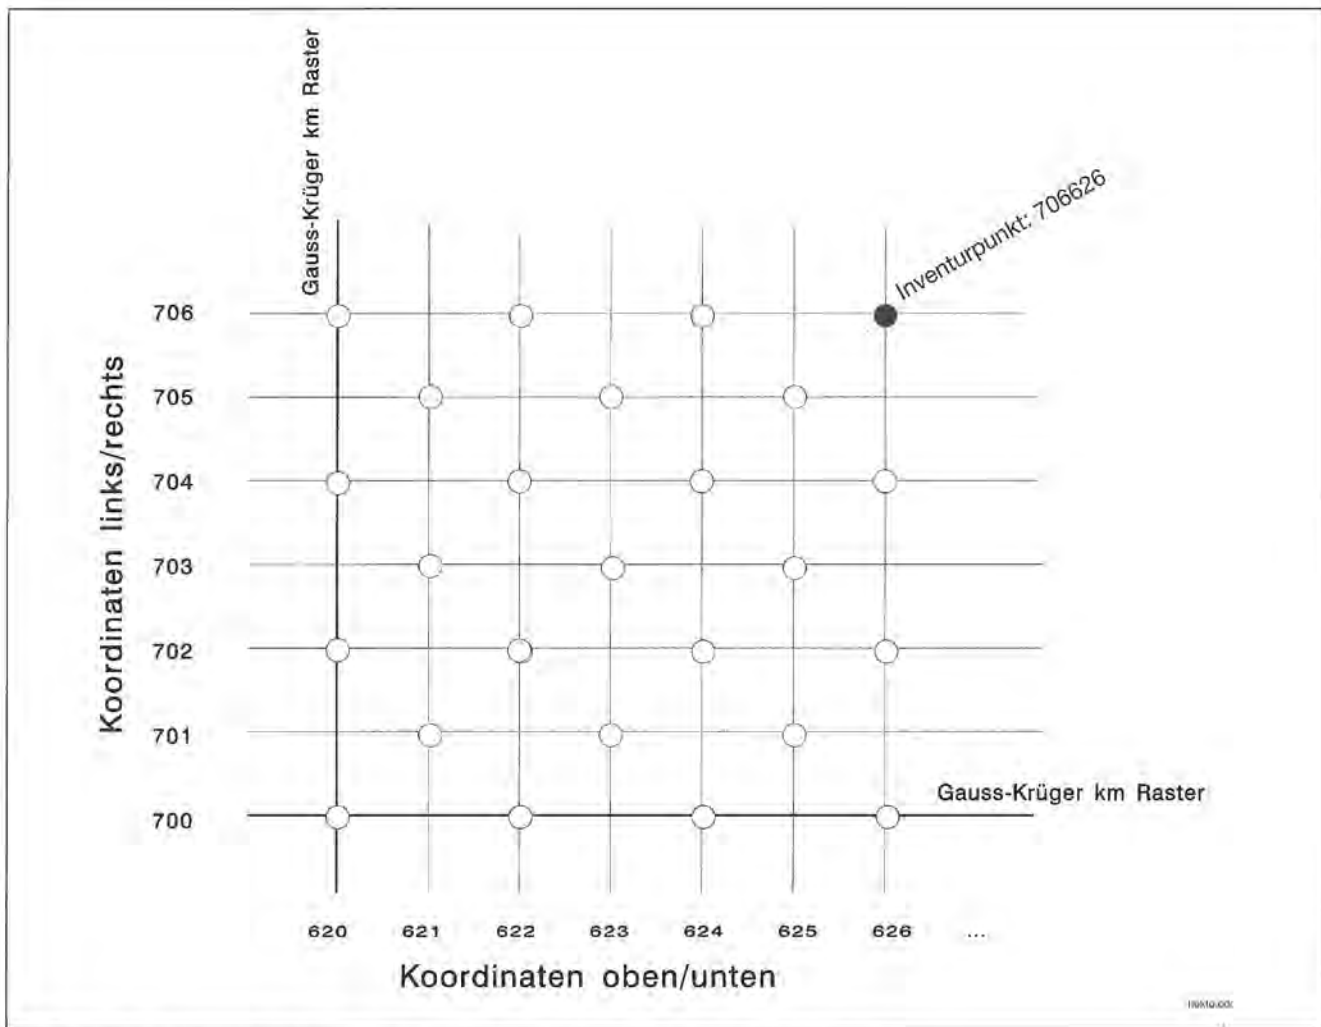 Gauss-Krüger km Raster
Inventurpunkt: 706626
Koordinaten links/rechts
706
705
704
703
702
701
700
Gauss-Krüger km Raster
620 621 622 623 624 625 626 ...
Koordinaten oben/unten